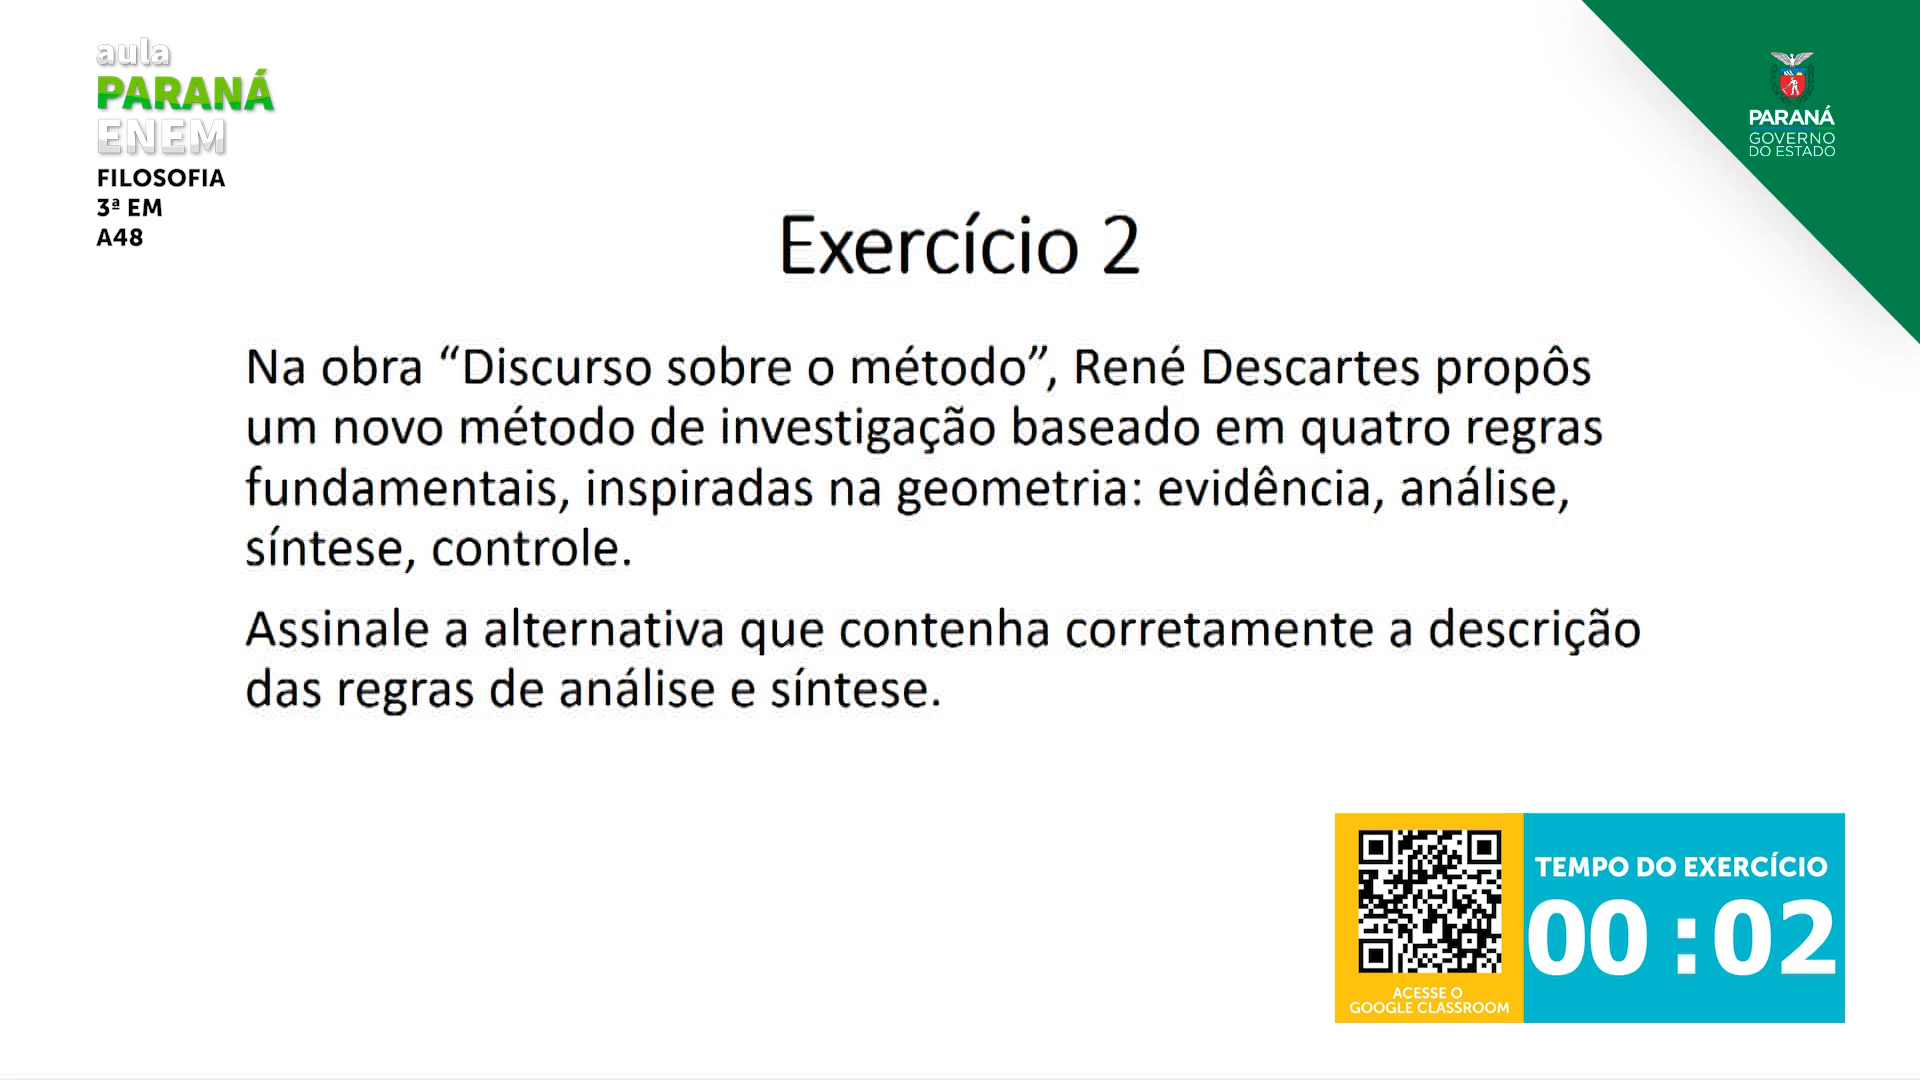 aula
PARANÁ
ENEM
FILOSOFIA
3ª EM
A48
PARANÁ
GOVERNO
DO ESTADO
Exercício 2
Na obra “Discurso sobre o método”, René Descartes propôs
um novo método de investigação baseado em quatro regras
fundamentais, inspiradas na geometria: evidência, análise,
síntese, controle.
Assinale a alternativa que contenha corretamente a descrição
das regras de análise e síntese.
TEMPO DO EXERCÍCIO
00 :02
ACESSE O
GOOGLE CLASSROOM